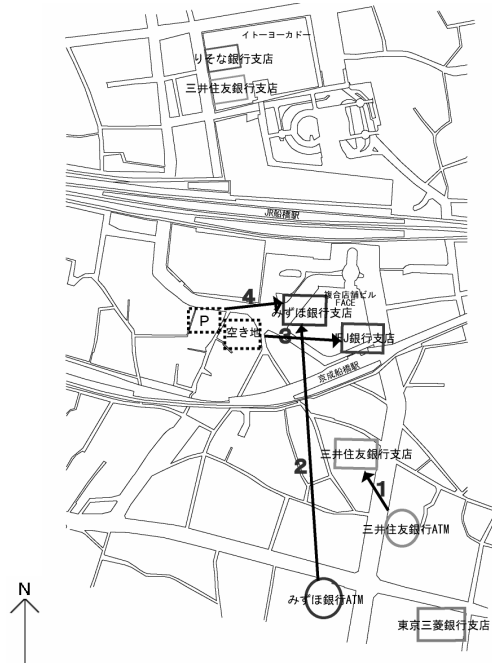 イトーヨーカドー
りそな銀行支店
三井住友銀行支店
JR船橋駅
4
複合店舗ビル
FACE
みずほ銀行支店
P
空き地
3
UFJ銀行支店
京成船橋駅
三井住友銀行支店
2
1
三井住友銀行ATM
N
みずほ銀行ATM
東京三菱銀行支店